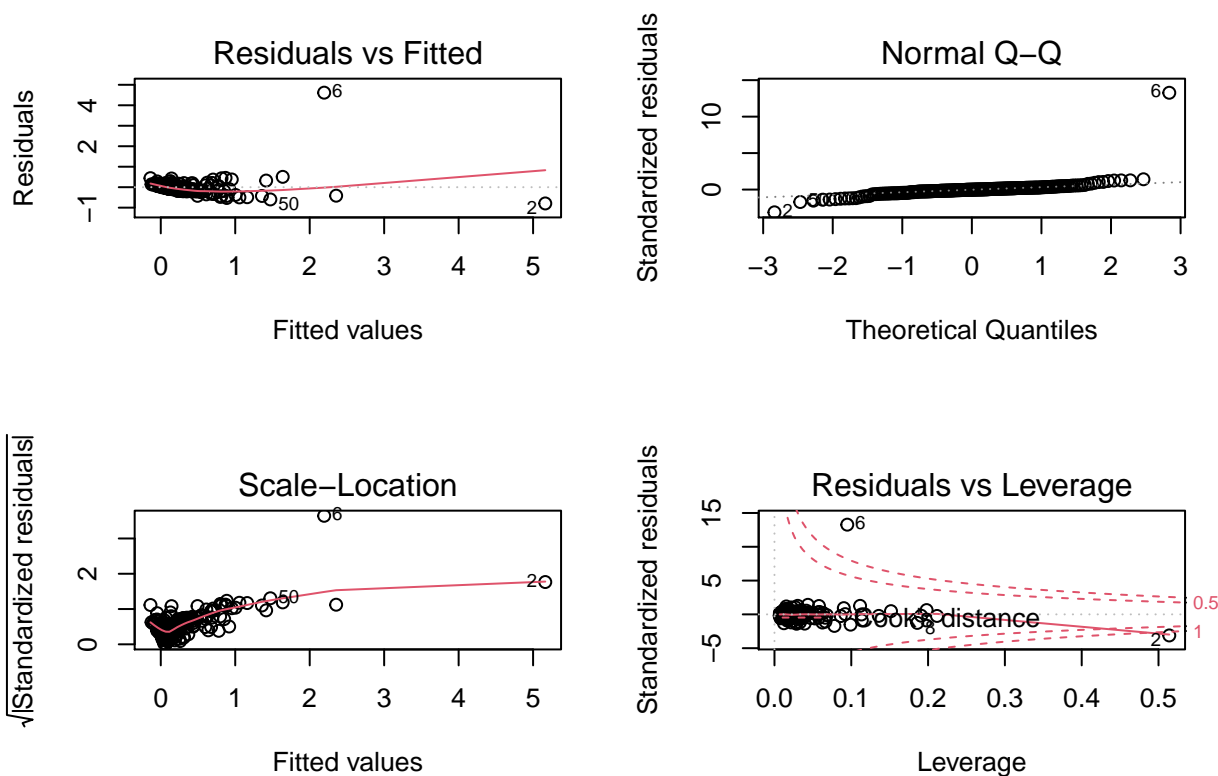 Residuals vs Fitted
Residuals
−1 2 4
6
50
2
0 1 2 3 4 5
Fitted values
Normal Q−Q
Standardized residuals
0 10
6
2
−3 −2 −1 0 1 2 3
Theoretical Quantiles
Scale−Location
√|Standardized residuals|
0 2
6
50
2
0 1 2 3 4 5
Fitted values
Residuals vs Leverage
Standardized residuals
−5 5 15
6
2
0.5
1
distance
0.0 0.1 0.2 0.3 0.4 0.5
Leverage